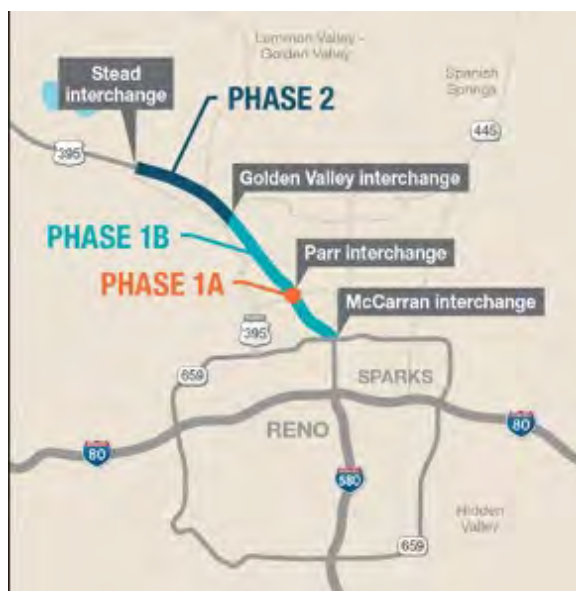 Lemmon Valley -
Golden Valley
Stead
interchange
Spanish
Springs
PHASE 2
445
395
Golden Valley interchange
PHASE 1B
Parr interchange
PHASE 1A
McCarran interchange
395
659
SPARKS
RENO
80
80
580
Hidden
Valley
659